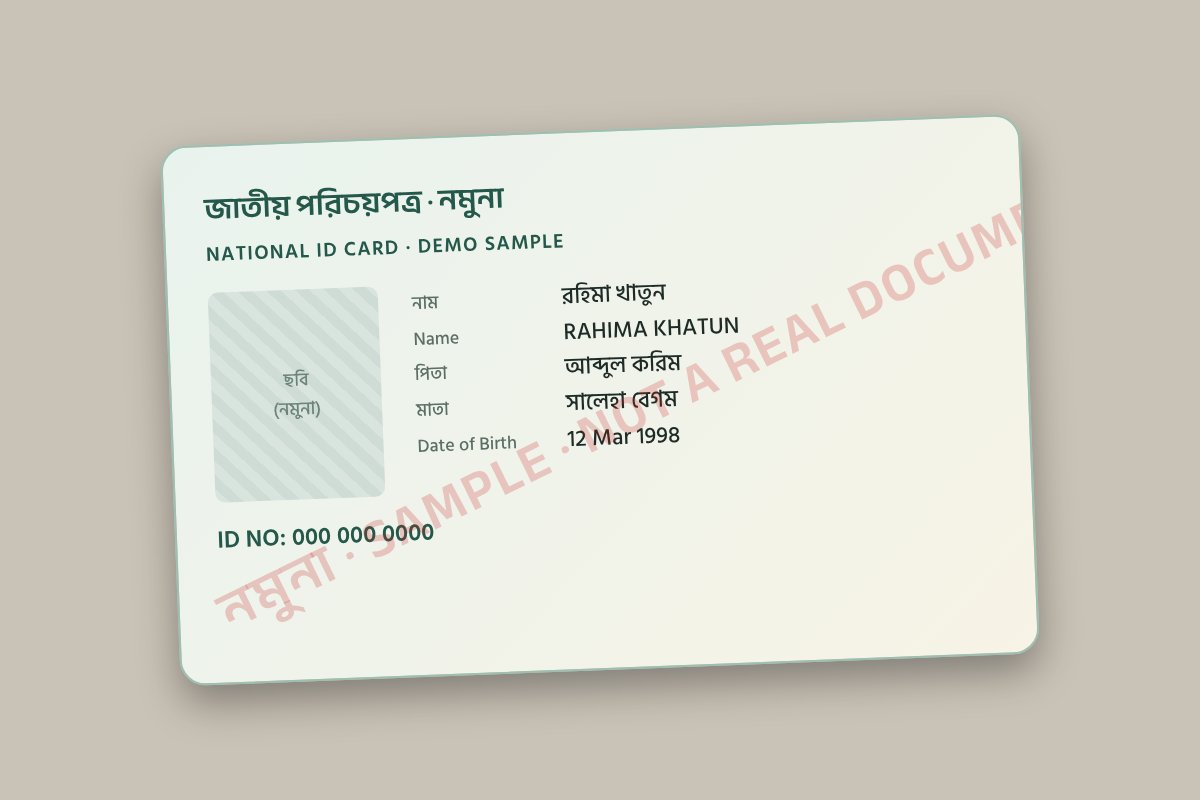 জাতীয় পরিচয়পত্র · নমুনা
NATIONAL ID CARD · DEMO SAMPLE
ছবি
(নমুনা)
নাম রহিমা খাতুন
Name RAHIMA KHATUN
পিতা আব্দুল করিম
মাতা সালেহা বেগম
Date of Birth 12 Mar 1998
ID NO: 000 000 0000
নমুনা · SAMPLE · NOT A REAL DOCUM